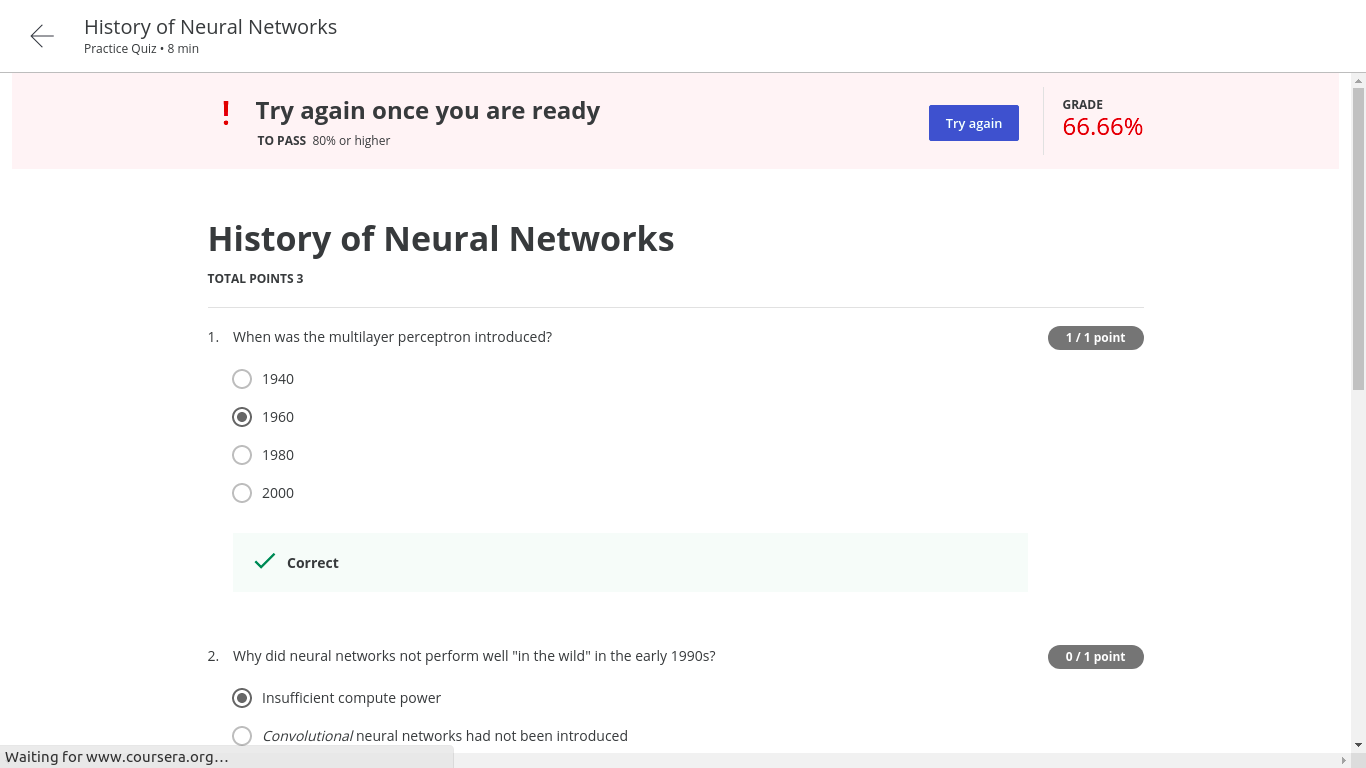 History of Neural Networks
Practice Quiz • 8 min
! Try again once you are ready
TO PASS 80% or higher
Try again
GRADE
66.66%
History of Neural Networks
TOTAL POINTS 3
1. When was the multilayer perceptron introduced?
1 / 1 point
1940
1960
1980
2000
Correct
2. Why did neural networks not perform well "in the wild" in the early 1990s?
0 / 1 point
Insufficient compute power
Convolutional neural networks had not been introduced
Waiting for www.coursera.org…